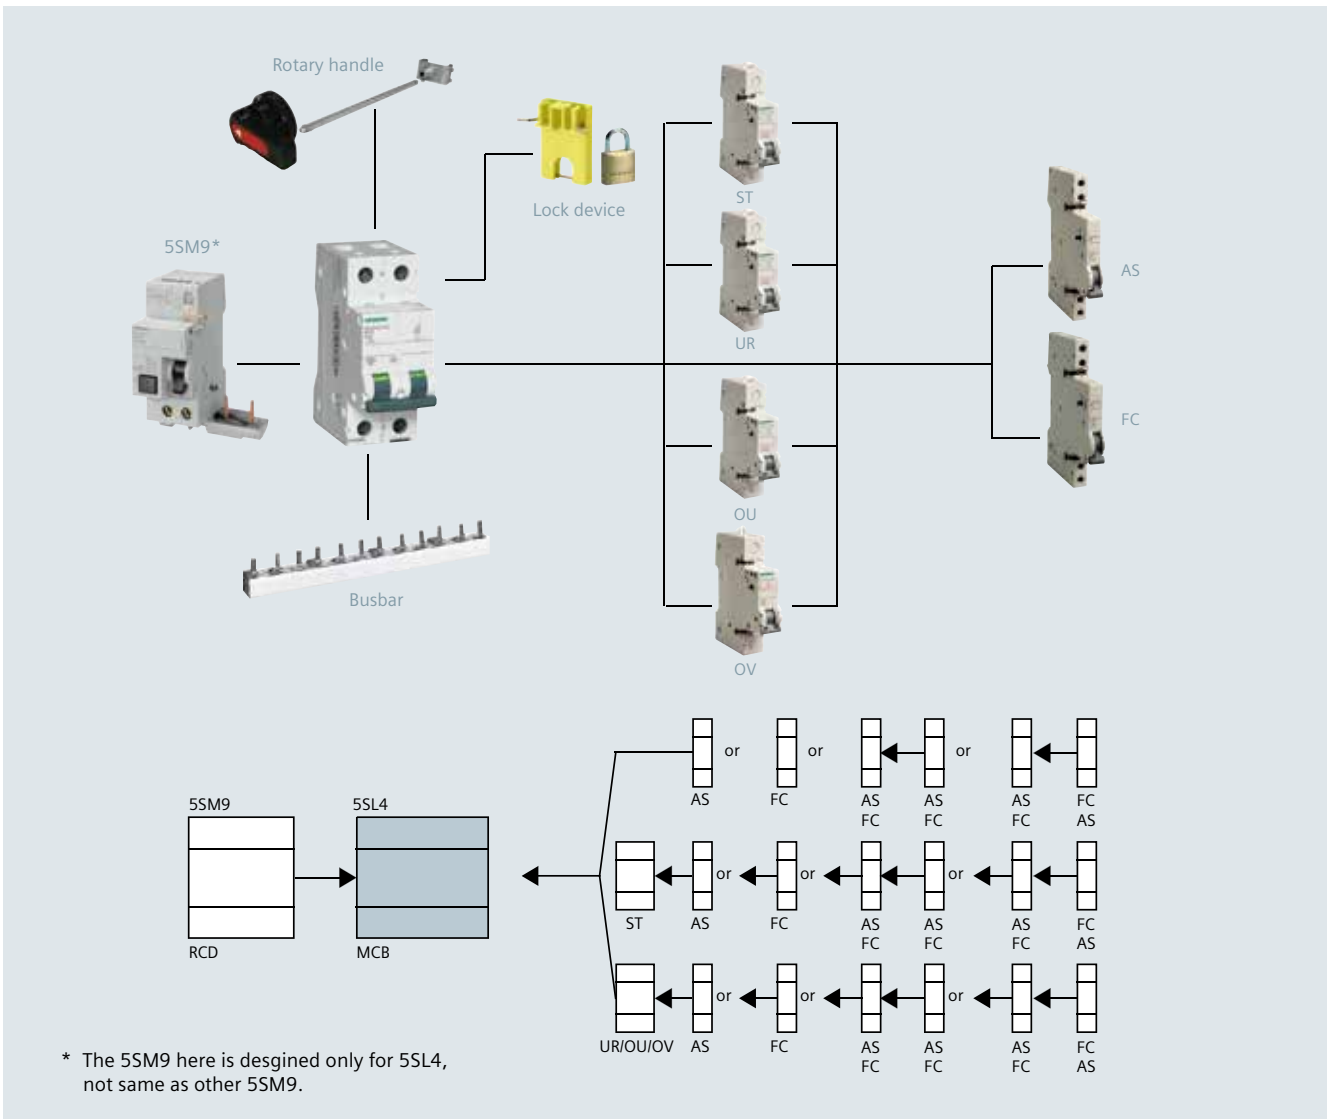 Rotary handle
Lock device
5SM9*
ST
AS
UR
FC
OU
Busbar
OV
or
or
or
AS
FC
AS
AS
AS
FC
FC
FC
FC
AS
5SM9
5SL4
or
or
or
ST
AS
FC
AS
AS
AS
FC
FC
FC
FC
AS
RCD
MCB
or
or
or
UR/OU/OV
AS
FC
AS
AS
AS
FC
FC
FC
FC
AS
* The 5SM9 here is desgined only for 5SL4,
not same as other 5SM9.